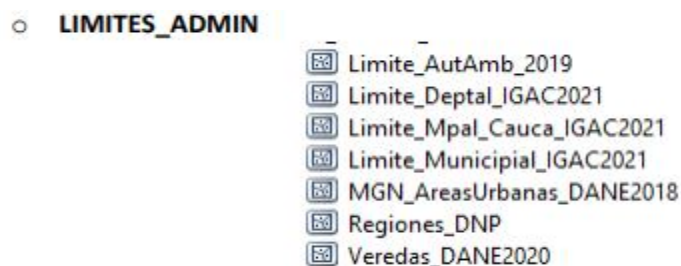 LIMITES_ADMIN
Limite_AutAmb_2019
Limite_Deptal_IGAC2021
Limite_Mpal_Cauca_IGAC2021
Limite_Municipial_IGAC2021
MGN_AreasUrbanas_DANE2018
Regiones_DNP
Veredas_DANE2020